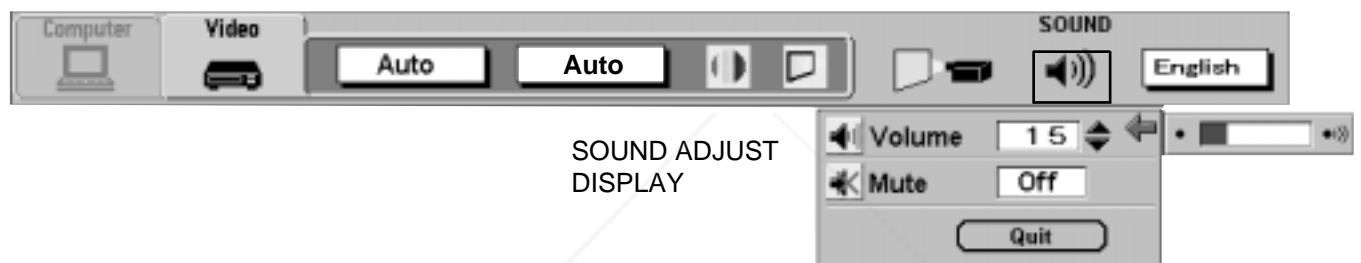 Computer
Video
SOUND
Auto
Auto
English
SOUND ADJUST
DISPLAY
Volume 15
Mute Off
Quit